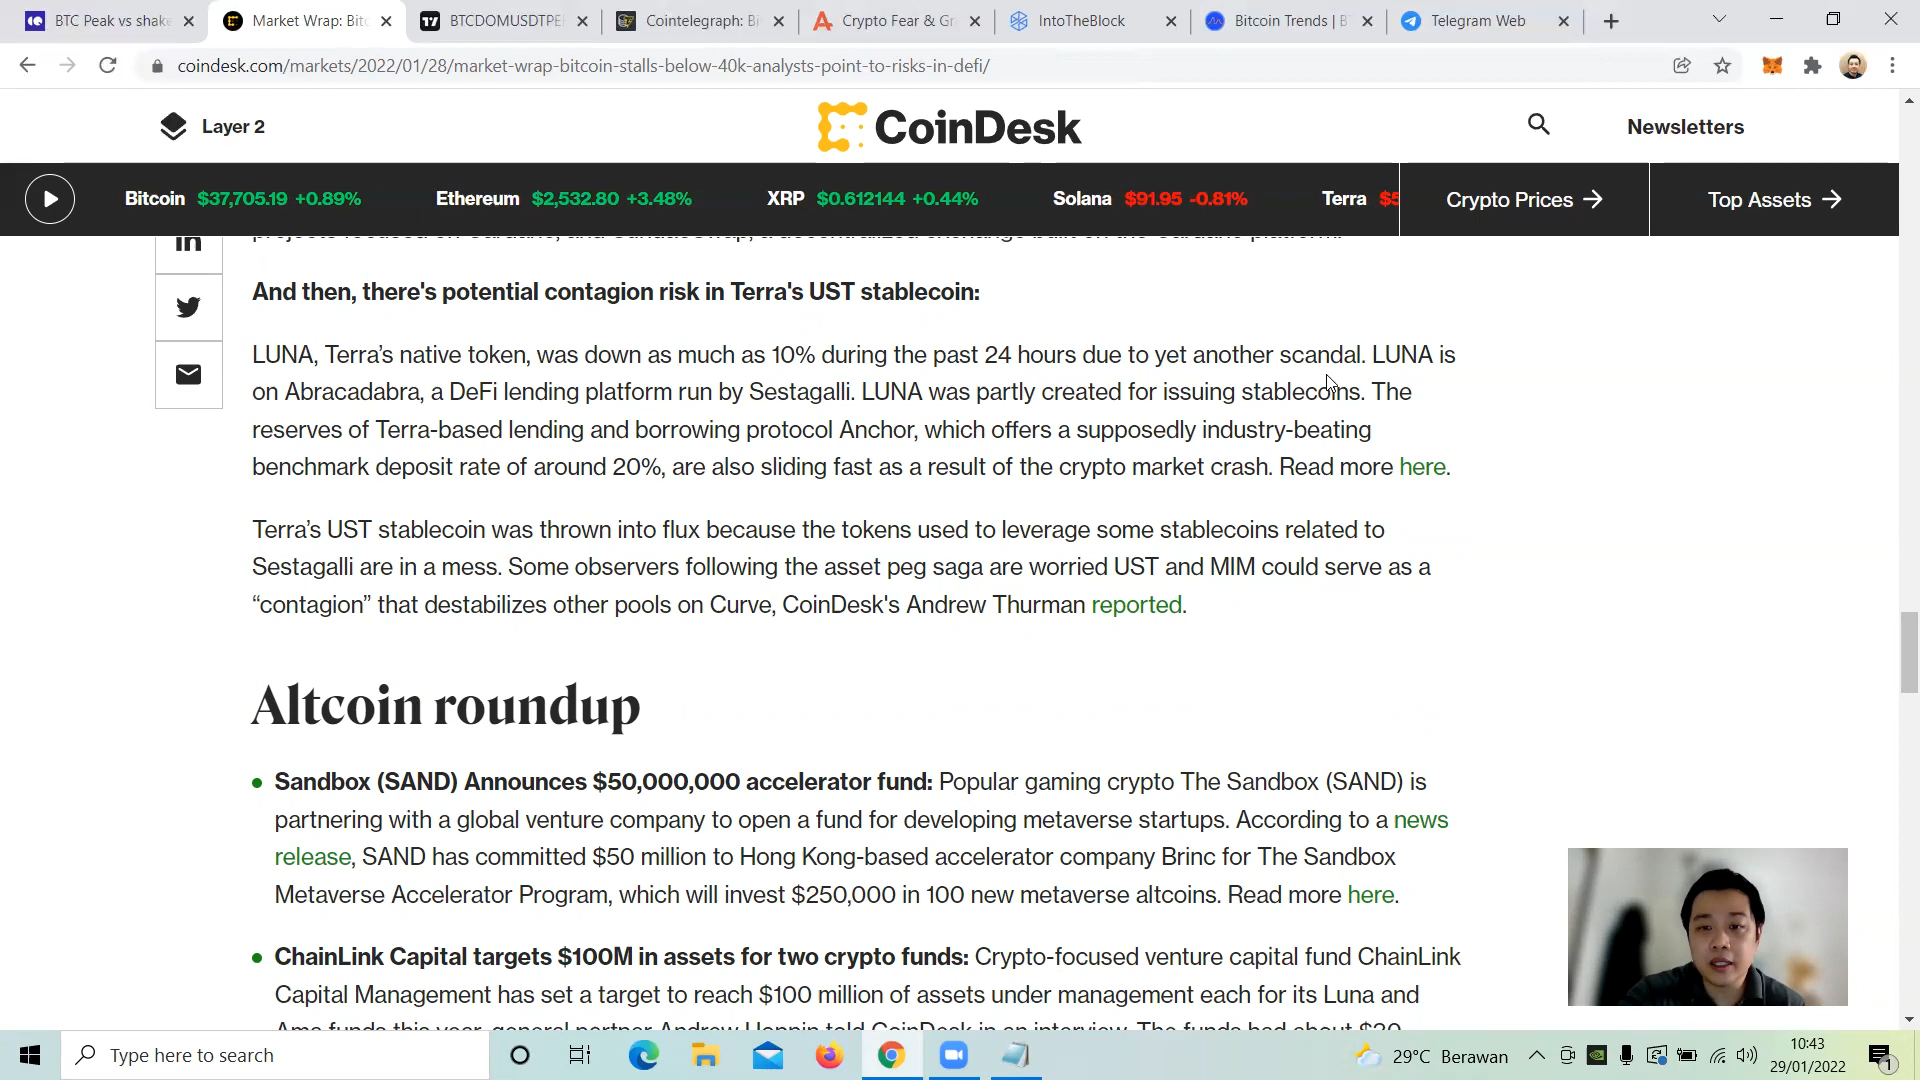 BTC Peak vs shake
Market Wrap: Bitc
BTCDOMUSDTPE
Cointelegraph: Bi
Crypto Fear & Gr
IntoTheBlock
Bitcoin Trends | B
Telegram Web
coindesk.com/markets/2022/01/28/market-wrap-bitcoin-stalls-below-40k-analysts-point-to-risks-in-defi/
Layer 2
CoinDesk
Newsletters
Bitcoin $37,705.19 +0.89%
Ethereum $2,532.80 +3.48%
XRP $0.612144 +0.44%
Solana $91.95 -0.81%
Terra $5
Crypto Prices →
Top Assets →
in
And then, there's potential contagion risk in Terra's UST stablecoin:
LUNA, Terra’s native token, was down as much as 10% during the past 24 hours due to yet another scandal. LUNA is
on Abracadabra, a DeFi lending platform run by Sestagalli. LUNA was partly created for issuing stablecoins. The
reserves of Terra-based lending and borrowing protocol Anchor, which offers a supposedly industry-beating
benchmark deposit rate of around 20%, are also sliding fast as a result of the crypto market crash. Read more here.
Terra’s UST stablecoin was thrown into flux because the tokens used to leverage some stablecoins related to
Sestagalli are in a mess. Some observers following the asset peg saga are worried UST and MIM could serve as a
“contagion” that destabilizes other pools on Curve, CoinDesk's Andrew Thurman reported.
Altcoin roundup
• Sandbox (SAND) Announces $50,000,000 accelerator fund: Popular gaming crypto The Sandbox (SAND) is
partnering with a global venture company to open a fund for developing metaverse startups. According to a news
release, SAND has committed $50 million to Hong Kong-based accelerator company Brinc for The Sandbox
Metaverse Accelerator Program, which will invest $250,000 in 100 new metaverse altcoins. Read more here.
• ChainLink Capital targets $100M in assets for two crypto funds: Crypto-focused venture capital fund ChainLink
Capital Management has set a target to reach $100 million of assets under management each for its Luna and
Type here to search
29°C Berawan
10:43
29/01/2022
1